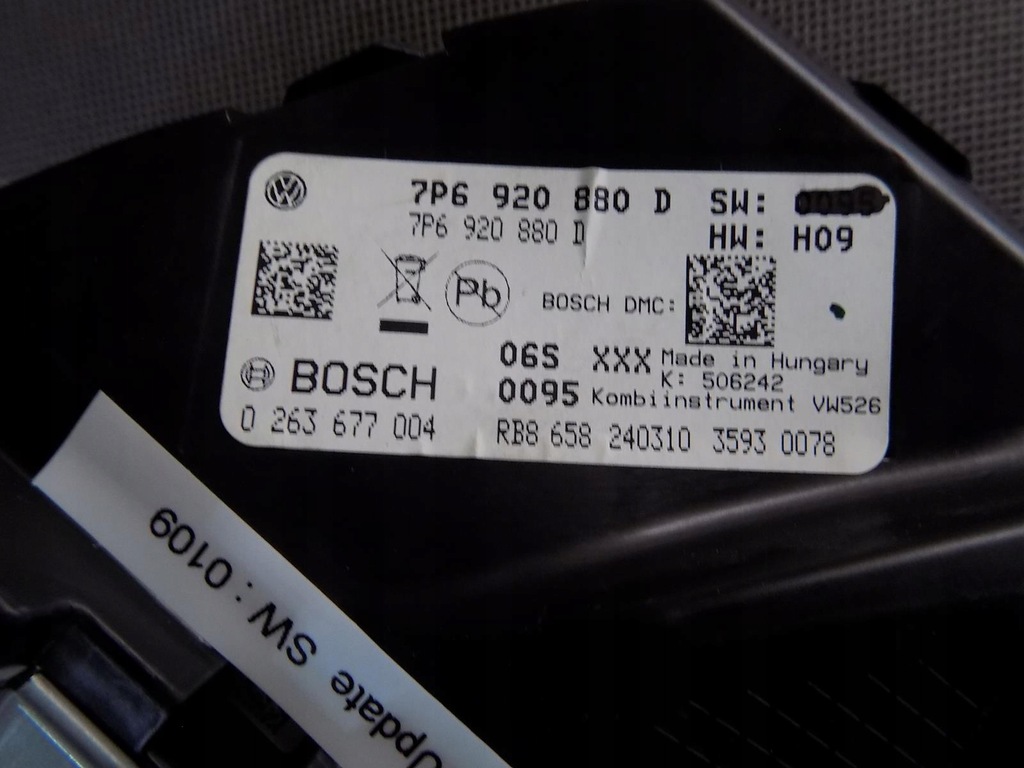 7P6 920 880 D SW: 0095
7P6 920 880 D
HW: H09
Pb
BOSCH DMC:
06S XXX Made in Hungary
K: 506242
BOSCH
0095 Kombiinstrument VW526
0 263 677 004 RB8 658 240310 3593 0078
Update SW : 0109